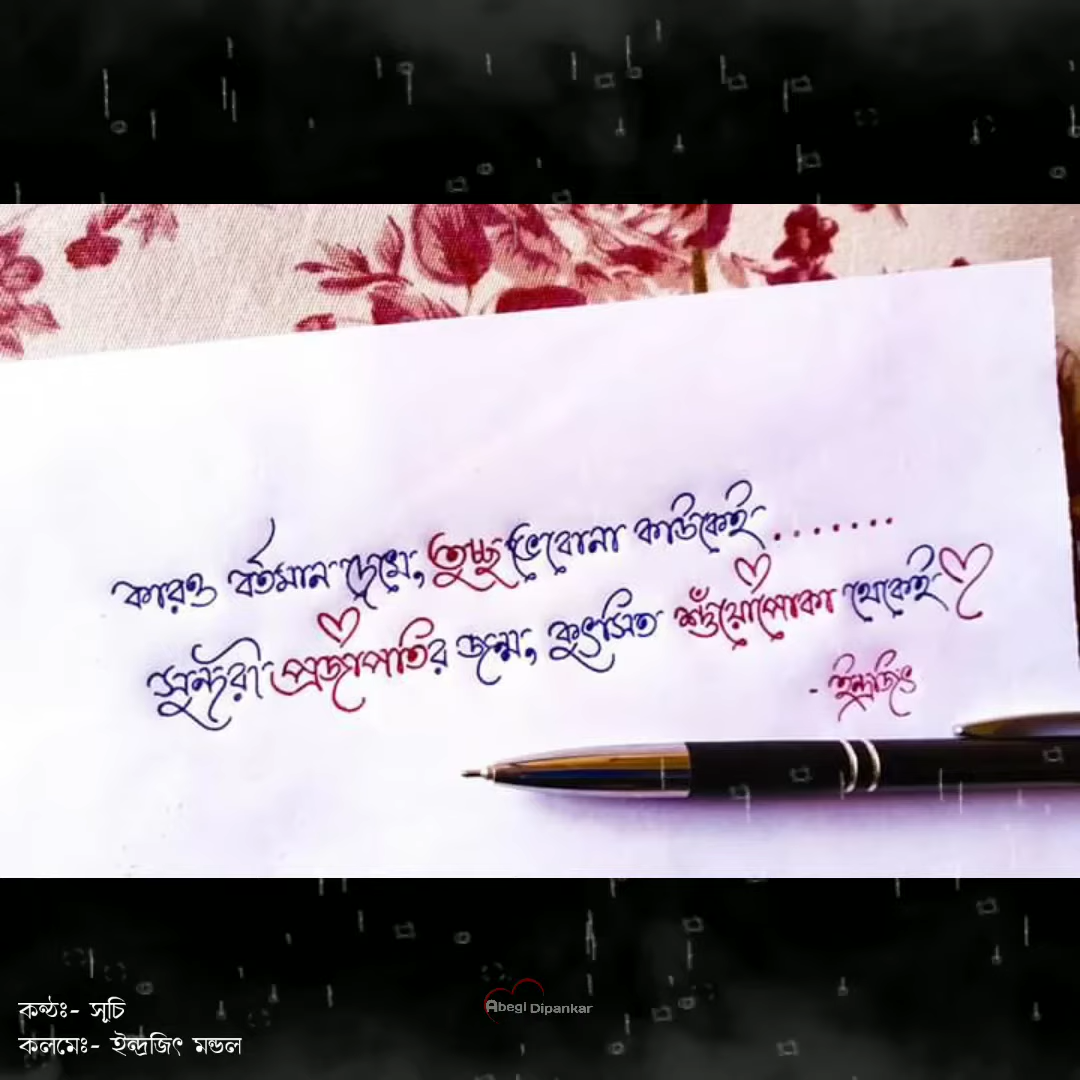 কারও বর্তমান দেখে, তুচ্ছ ভেবোনা কাউকেই ........
সুন্দরী প্রজাপতির জন্ম, কুৎসিত শুঁয়োপোকা থেকেই
- ইন্দ্রজিৎ
Abegi Dipankar
কন্ঠঃ- সূচি
কলমেঃ- ইন্দ্রজিৎ মন্ডল